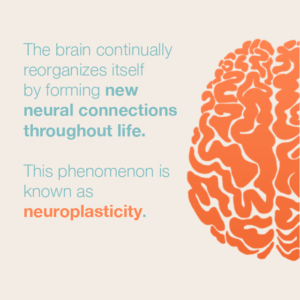 The brain continually
reorganizes itself
by forming new
neural connections
throughout life.
This phenomenon is
known as
neuroplasticity.